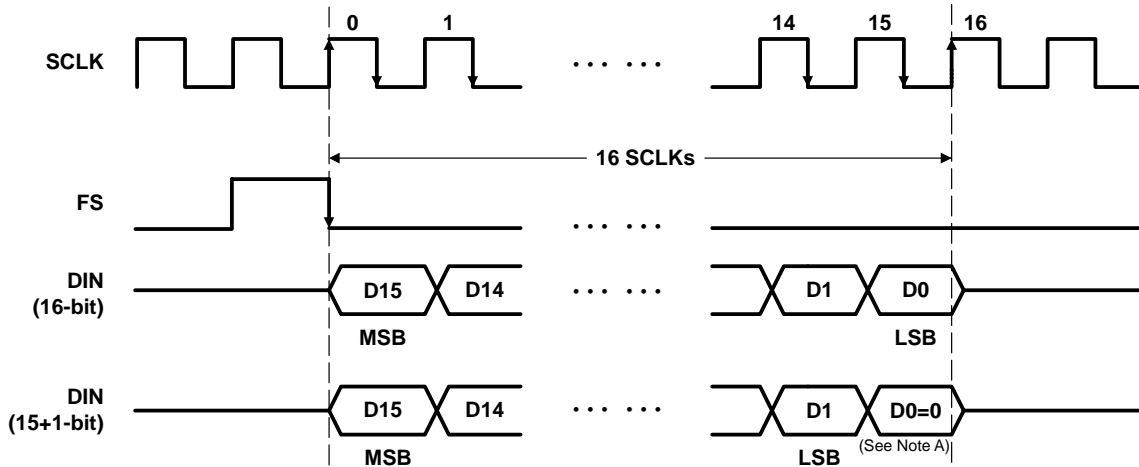 0 1 14 15 16
SCLK
... ...
16 SCLKs
FS
... ...
DIN
(16-bit)
D15 D14 ... ... D1 D0
MSB LSB
DIN
(15+1-bit)
D15 D14 ... ... D1 D0=0
(See Note A)
MSB LSB